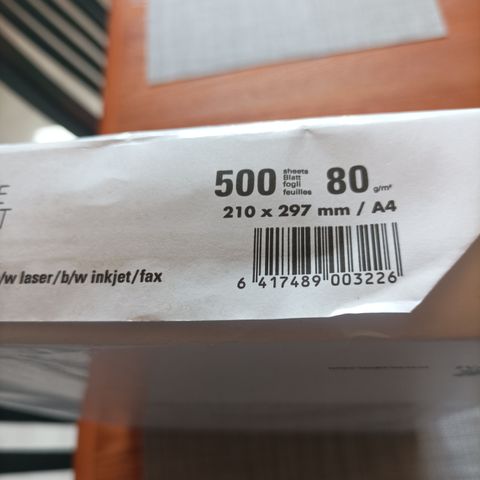 500 sheets Blatt fogli feuilles 80 g/m²
210 x 297 mm / A4
/w laser/b/w inkjet/fax
6 417489 003226